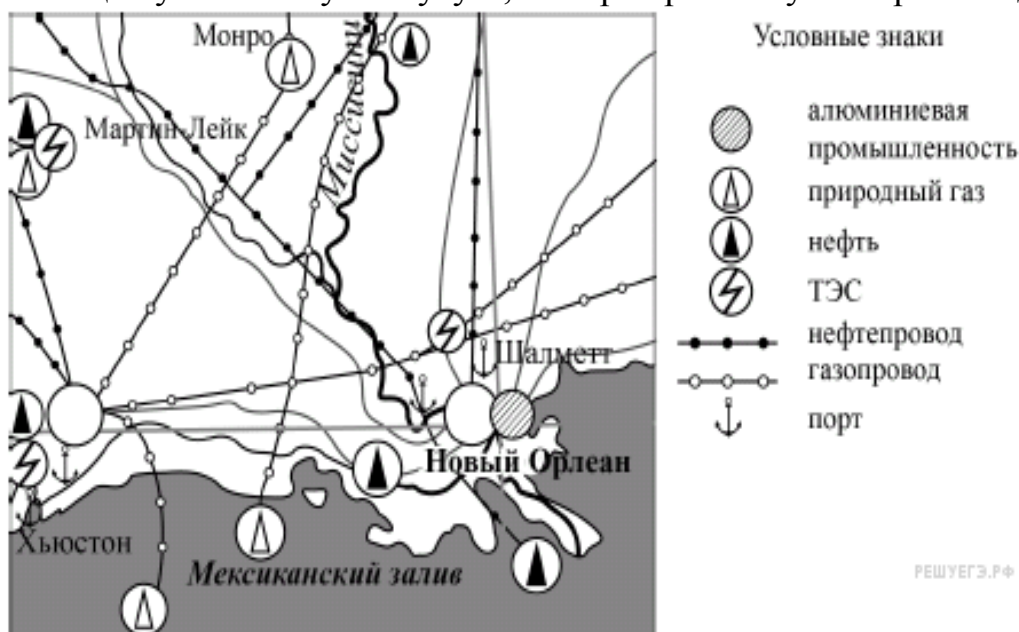 Монро
Миссисипи
Мартин-Лейк
Шалметт
Новый Орлеан
Хьюстон
Мексиканский залив
Условные знаки
алюминиевая
промышленность
природный газ
нефть
ТЭС
нефтепровод
газопровод
порт
РЕШУЕГЭ.РФ